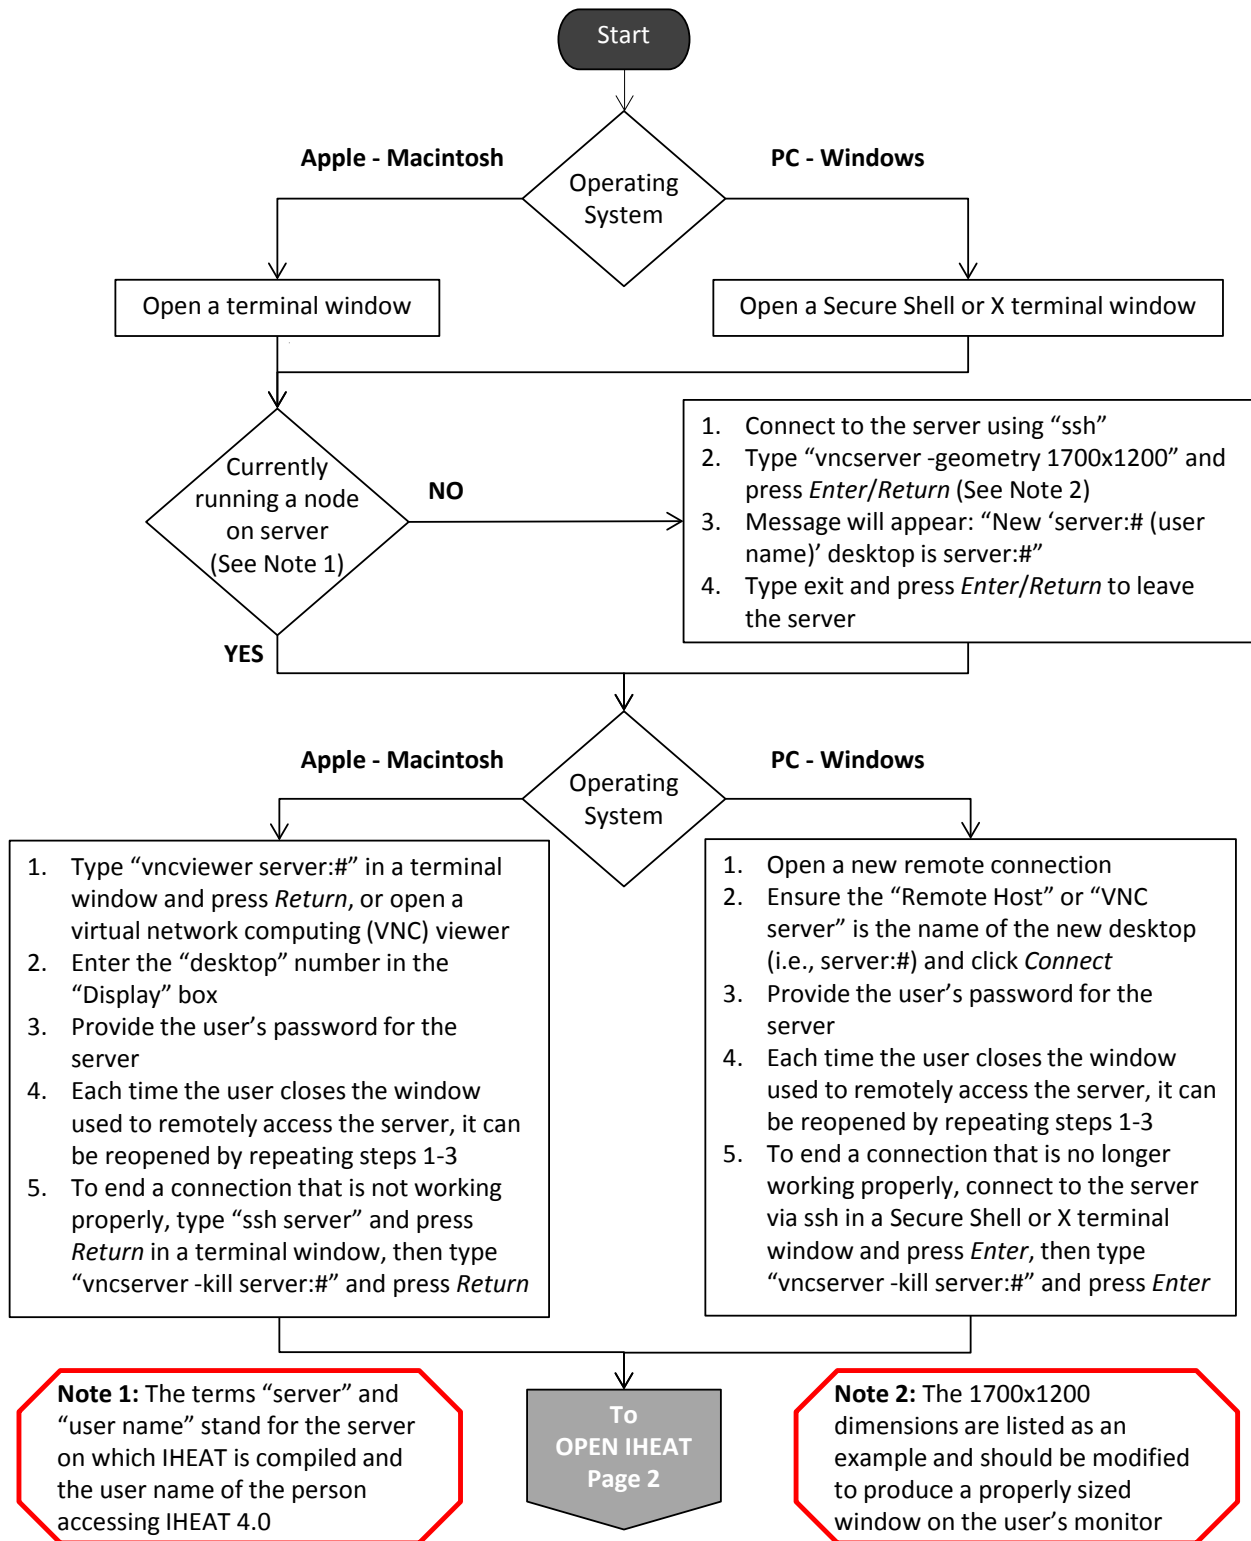 Start
Apple - Macintosh
PC - Windows
Operating
System
Open a terminal window
Open a Secure Shell or X terminal window
Currently
running a node
on server
(See Note 1)
NO
YES
1. Connect to the server using “ssh”
2. Type “vncserver -geometry 1700x1200” and
press Enter/Return (See Note 2)
3. Message will appear: “New ‘server:# (user
name)’ desktop is server:#”
4. Type exit and press Enter/Return to leave
the server
Apple - Macintosh
PC - Windows
Operating
System
1. Type “vncviewer server:#” in a terminal
window and press Return, or open a
virtual network computing (VNC) viewer
2. Enter the “desktop” number in the
“Display” box
3. Provide the user’s password for the
server
4. Each time the user closes the window
used to remotely access the server, it can
be reopened by repeating steps 1-3
5. To end a connection that is not working
properly, type “ssh server” and press
Return in a terminal window, then type
“vncserver -kill server:#” and press Return
1. Open a new remote connection
2. Ensure the “Remote Host” or “VNC
server” is the name of the new desktop
(i.e., server:#) and click Connect
3. Provide the user’s password for the
server
4. Each time the user closes the window
used to remotely access the server, it can
be reopened by repeating steps 1-3
5. To end a connection that is no longer
working properly, connect to the server
via ssh in a Secure Shell or X terminal
window and press Enter, then type
“vncserver -kill server:#” and press Enter
Note 1: The terms “server” and
“user name” stand for the server
on which IHEAT is compiled and
the user name of the person
accessing IHEAT 4.0
To
OPEN IHEAT
Page 2
Note 2: The 1700x1200
dimensions are listed as an
example and should be modified
to produce a properly sized
window on the user’s monitor